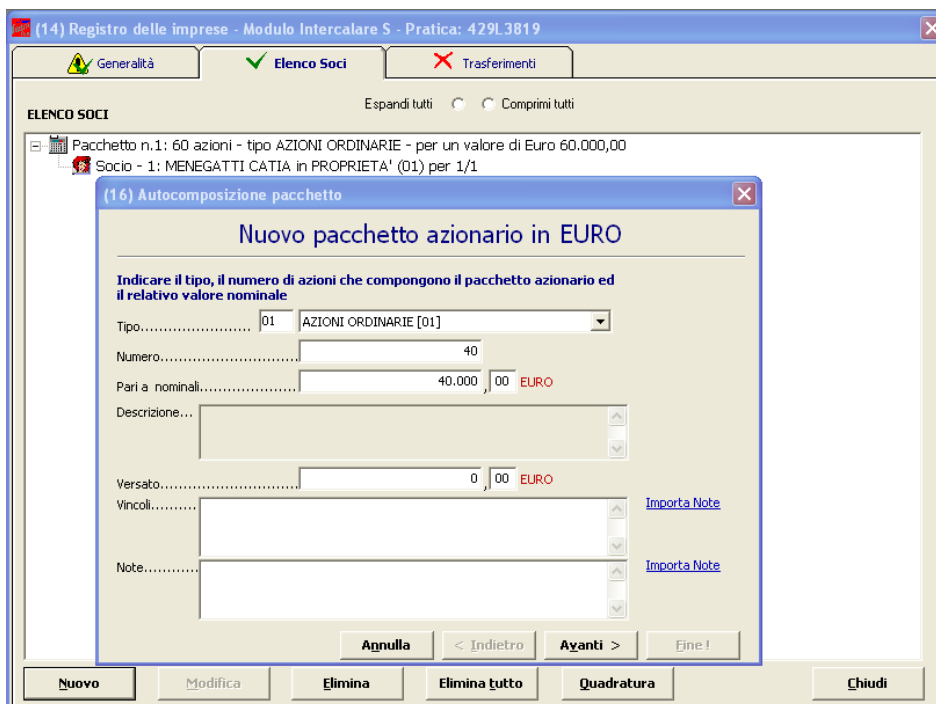 (14) Registro delle imprese - Modulo Intercalare S - Pratica: 429L3819
Generalità
Elenco Soci
Trasferimenti
Espandi tutti
Comprimi tutti
ELENCO SOCI
Pacchetto n.1: 60 azioni - tipo AZIONI ORDINARIE - per un valore di Euro 60.000,00
Socio - 1: MENEGATTI CATIA in PROPRIETA' (01) per 1/1
(16) Autocomposizione pacchetto
Nuovo pacchetto azionario in EURO
Indicare il tipo, il numero di azioni che compongono il pacchetto azionario ed
il relativo valore nominale
Tipo........................ 01 AZIONI ORDINARIE [01]
Numero.............................. 40
Pari a nominali..................... 40.000 , 00 EURO
Descrizione...
Versato.............................. 0 , 00 EURO
Vincoli.......... Importa Note
Note............ Importa Note
Annulla
< Indietro
Avanti >
Fine !
Nuovo
Modifica
Elimina
Elimina tutto
Quadratura
Chiudi